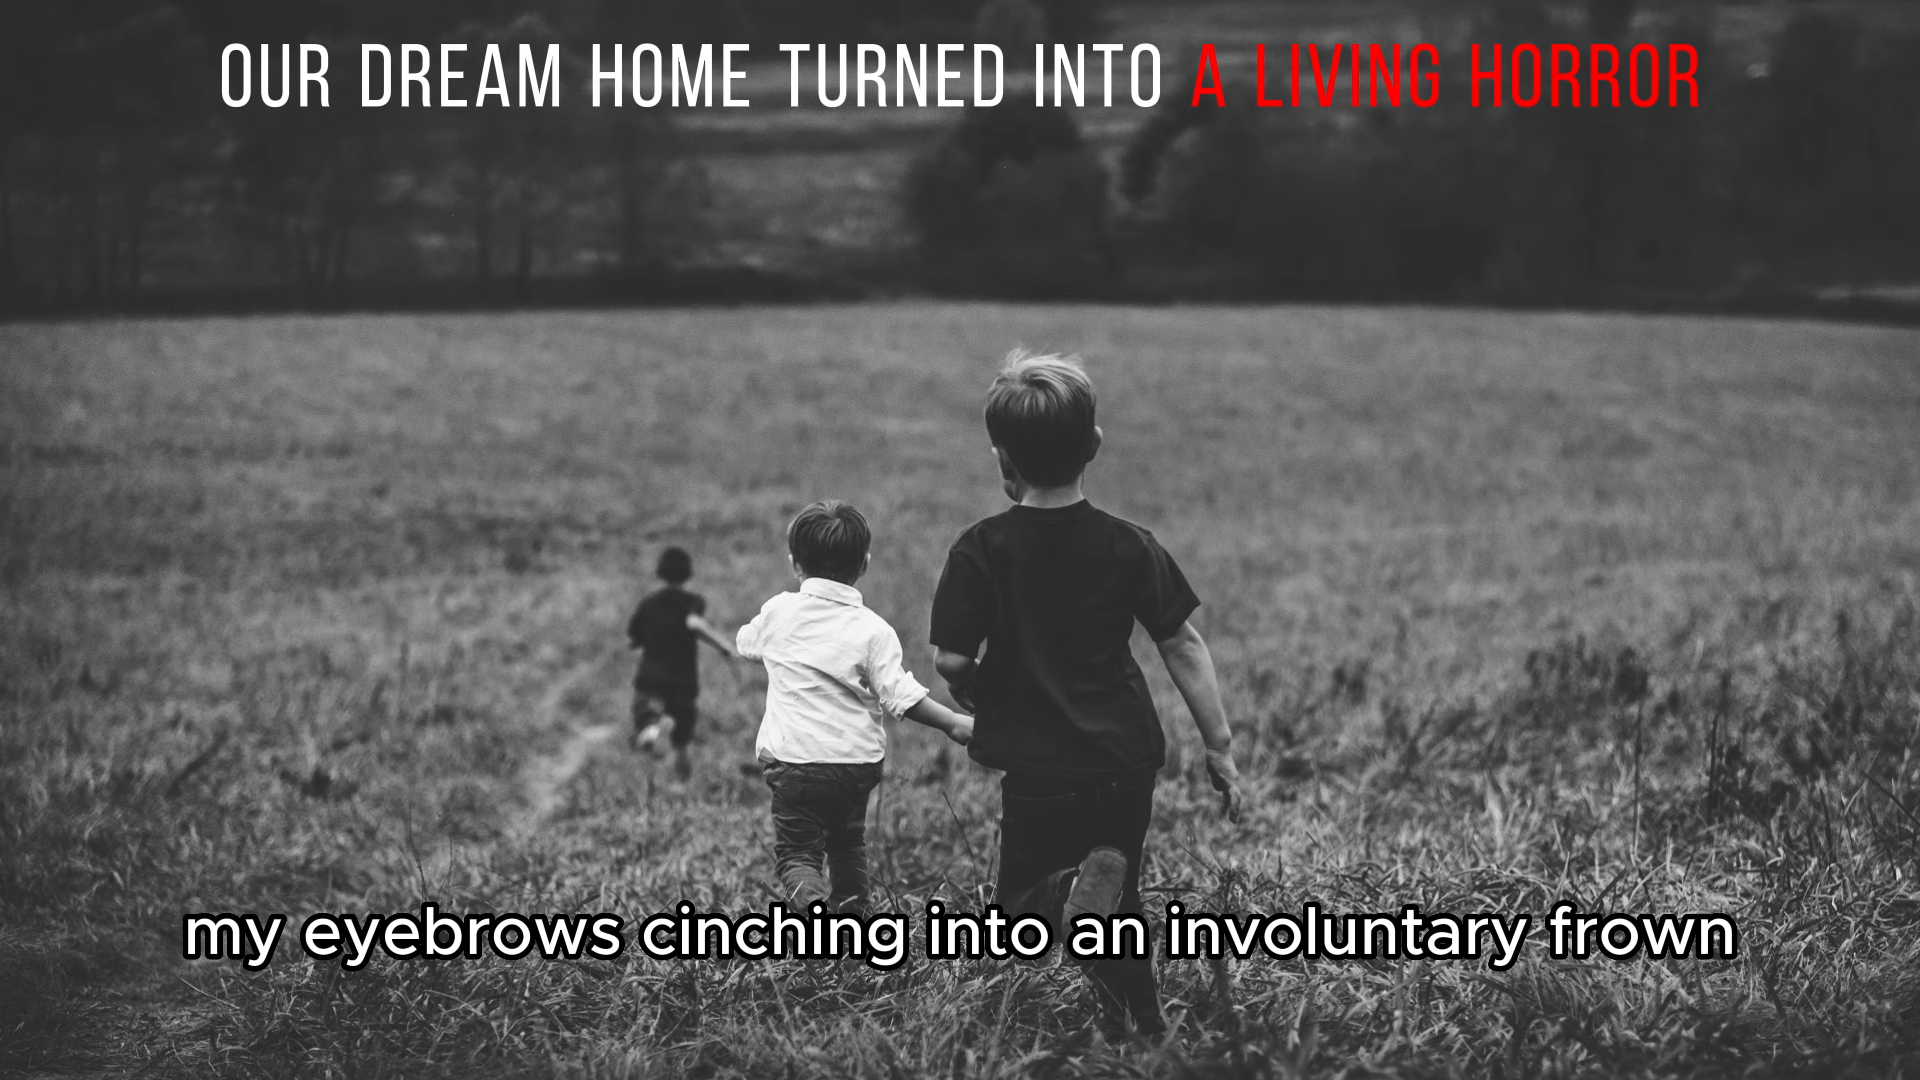 OUR DREAM HOME TURNED INTO A LIVING HORROR
my eyebrows cinching into an involuntary frown